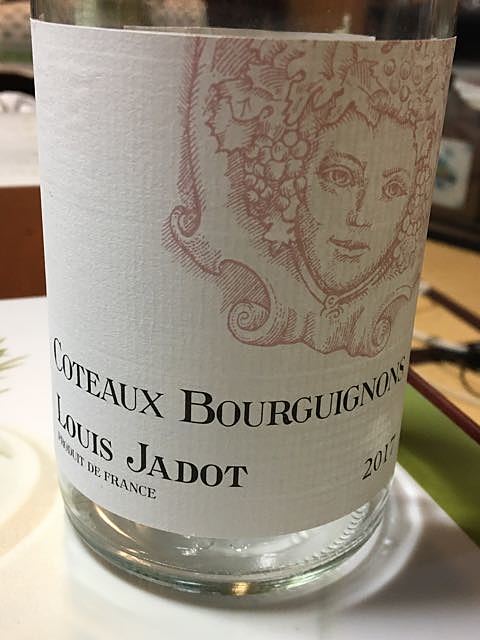 COTEAUX BOURGUIGNONS
LOUIS JADOT
PRODUIT DE FRANCE
2017